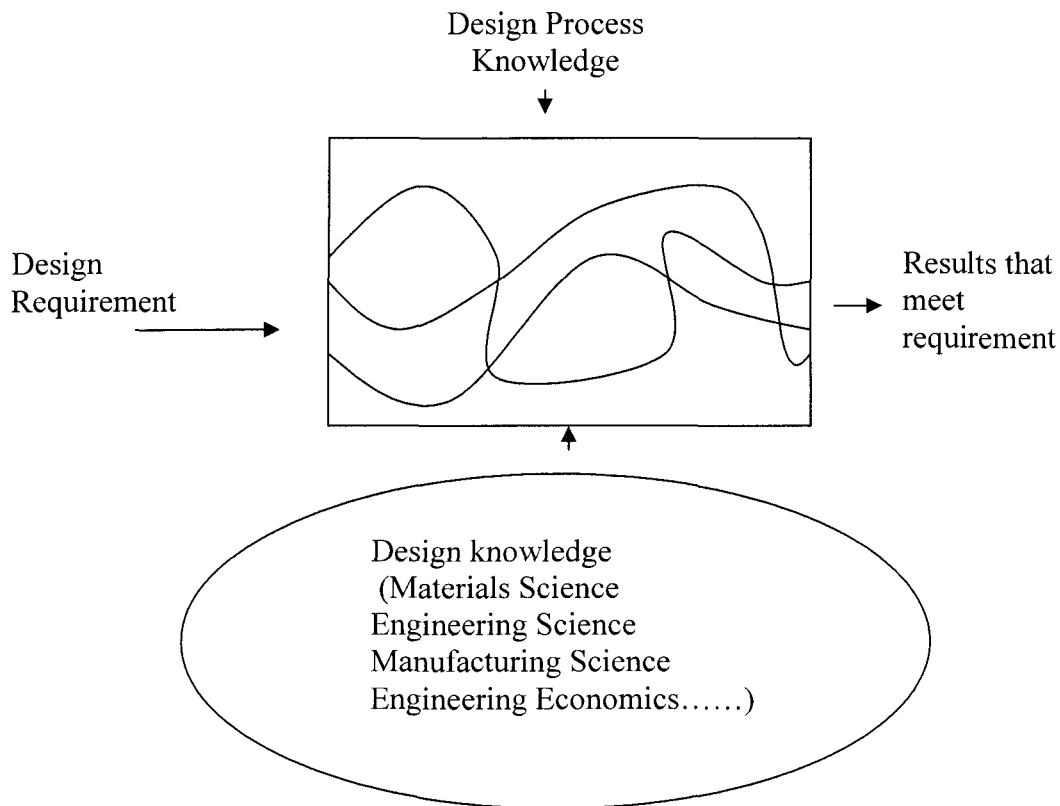 Design Process
Knowledge
Design
Requirement
Results that
meet
requirement
Design knowledge
(Materials Science
Engineering Science
Manufacturing Science
Engineering Economics……)